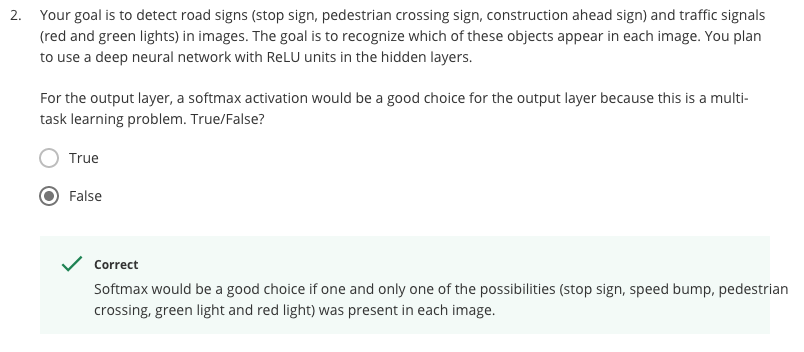 2. Your goal is to detect road signs (stop sign, pedestrian crossing sign, construction ahead sign) and traffic signals
(red and green lights) in images. The goal is to recognize which of these objects appear in each image. You plan
to use a deep neural network with ReLU units in the hidden layers.
For the output layer, a softmax activation would be a good choice for the output layer because this is a multi-
task learning problem. True/False?
True
False
Correct
Softmax would be a good choice if one and only one of the possibilities (stop sign, speed bump, pedestrian
crossing, green light and red light) was present in each image.